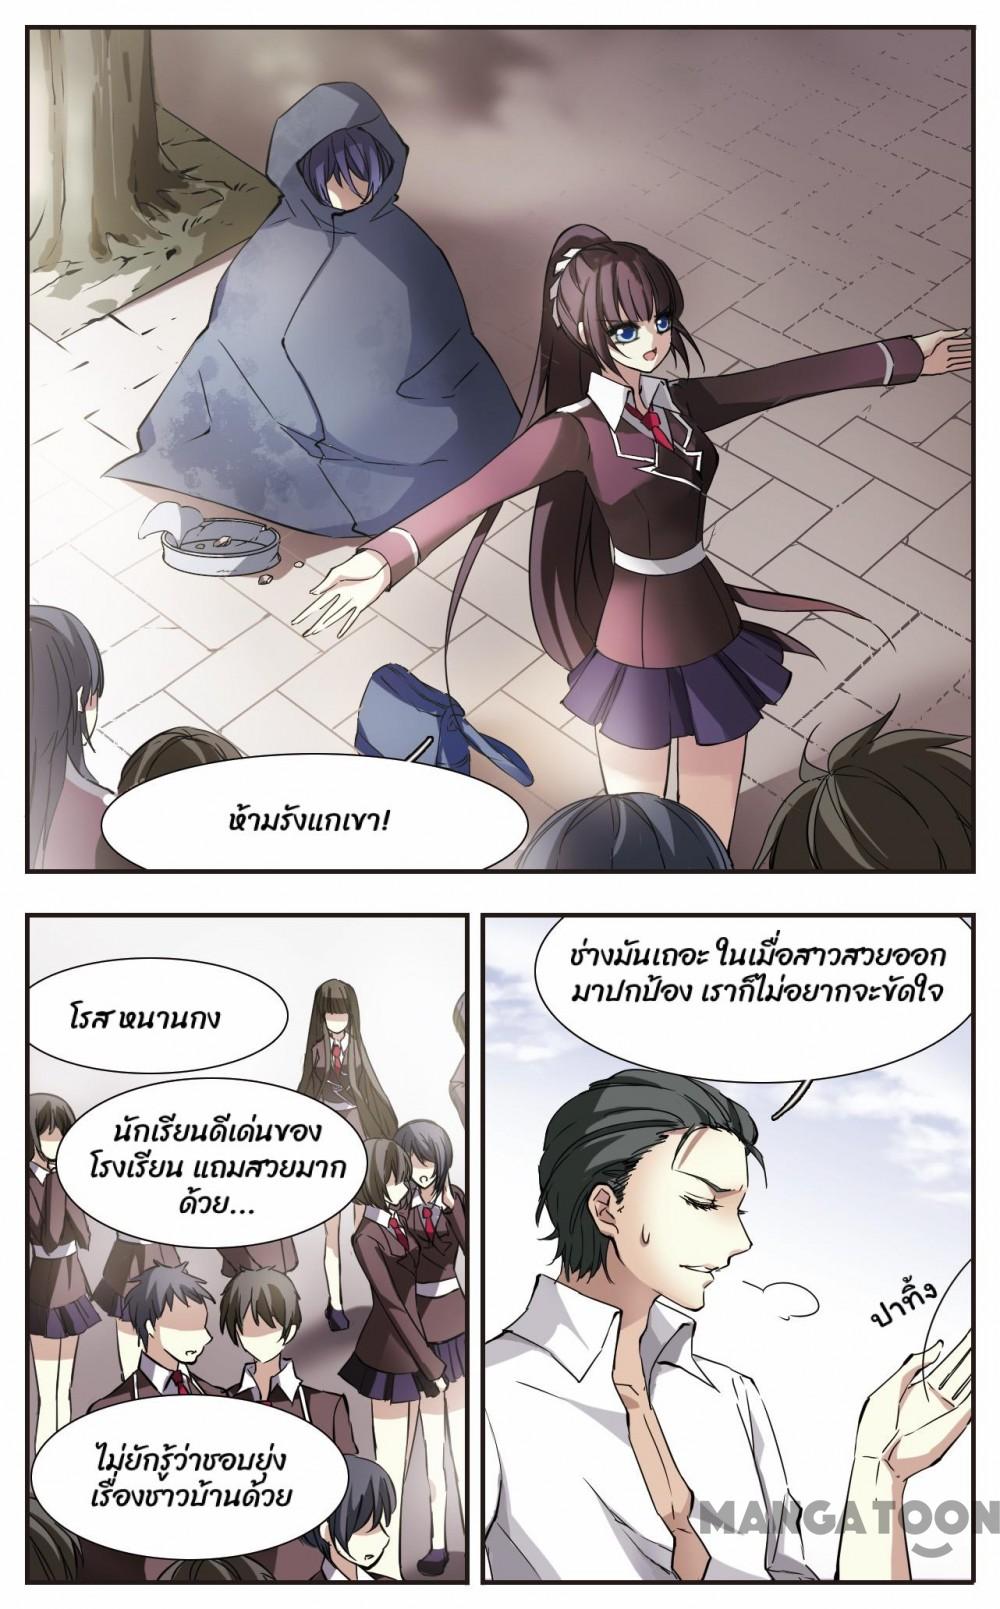 ห้ามรังแกเขา!
โรส หนานกง
นักเรียนดีเด่นของ
โรงเรียน แถมสวยมาก
ด้วย...
ไม่ยักรู้ว่าชอบยุ่ง
เรื่องชาวบ้านด้วย
ช่างมันเถอะ ในเมื่อสาวสวยออก
มาปกป้อง เราก็ไม่อยากจะขัดใจ
ปาทิ้ง
MANGATOON